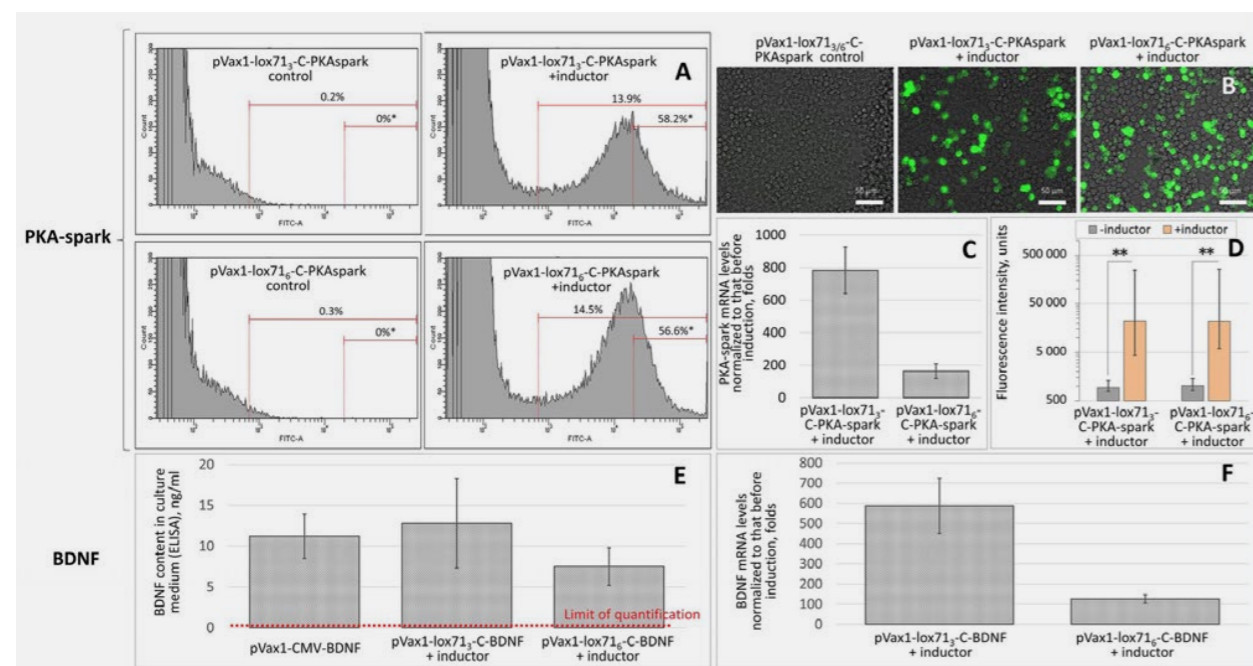 PKA-spark
pVax1-lox71₃-C-PKAspark
control
0.2%
0%*
Count
FITC-A
A
pVax1-lox71₃-C-PKAspark
+inductor
13.9%
58.2%*
Count
FITC-A
pVax1-lox71₆-C-PKAspark
control
0.3%
0%*
Count
FITC-A
pVax1-lox71₆-C-PKAspark
+inductor
14.5%
56.6%*
Count
FITC-A
pVax1-lox71₃/₆-C-
PKAspark control
50 µm
pVax1-lox71₃-C-PKAspark
+ inductor
50 µm
pVax1-lox71₆-C-PKAspark
+ inductor
B
50 µm
C
PKA-spark mRNA levels
normalized to that before
induction, folds
1000
800
600
400
200
0
pVax1-lox71₃-
C-PKA-spark
+ inductor
pVax1-lox71₆-
C-PKA-spark
+ inductor
-inductor
+inductor
D
Fluorescence intensity, units
500 000
50 000
5 000
500
**
**
pVax1-lox71₃-
C-PKA-spark
+ inductor
pVax1-lox71₆-
C-PKA-spark
+ inductor
BDNF
E
BDNF content in culture
medium (ELISA), ng/ml
20
15
10
5
0
Limit of quantification
pVax1-CMV-BDNF
pVax1-lox71₃-C-BDNF
+ inductor
pVax1-lox71₆-C-BDNF
+ inductor
F
BDNF mRNA levels
normalized to that before
induction, folds
800
700
600
500
400
300
200
100
0
pVax1-lox71₃-C-BDNF
+ inductor
pVax1-lox71₆-C-BDNF
+ inductor